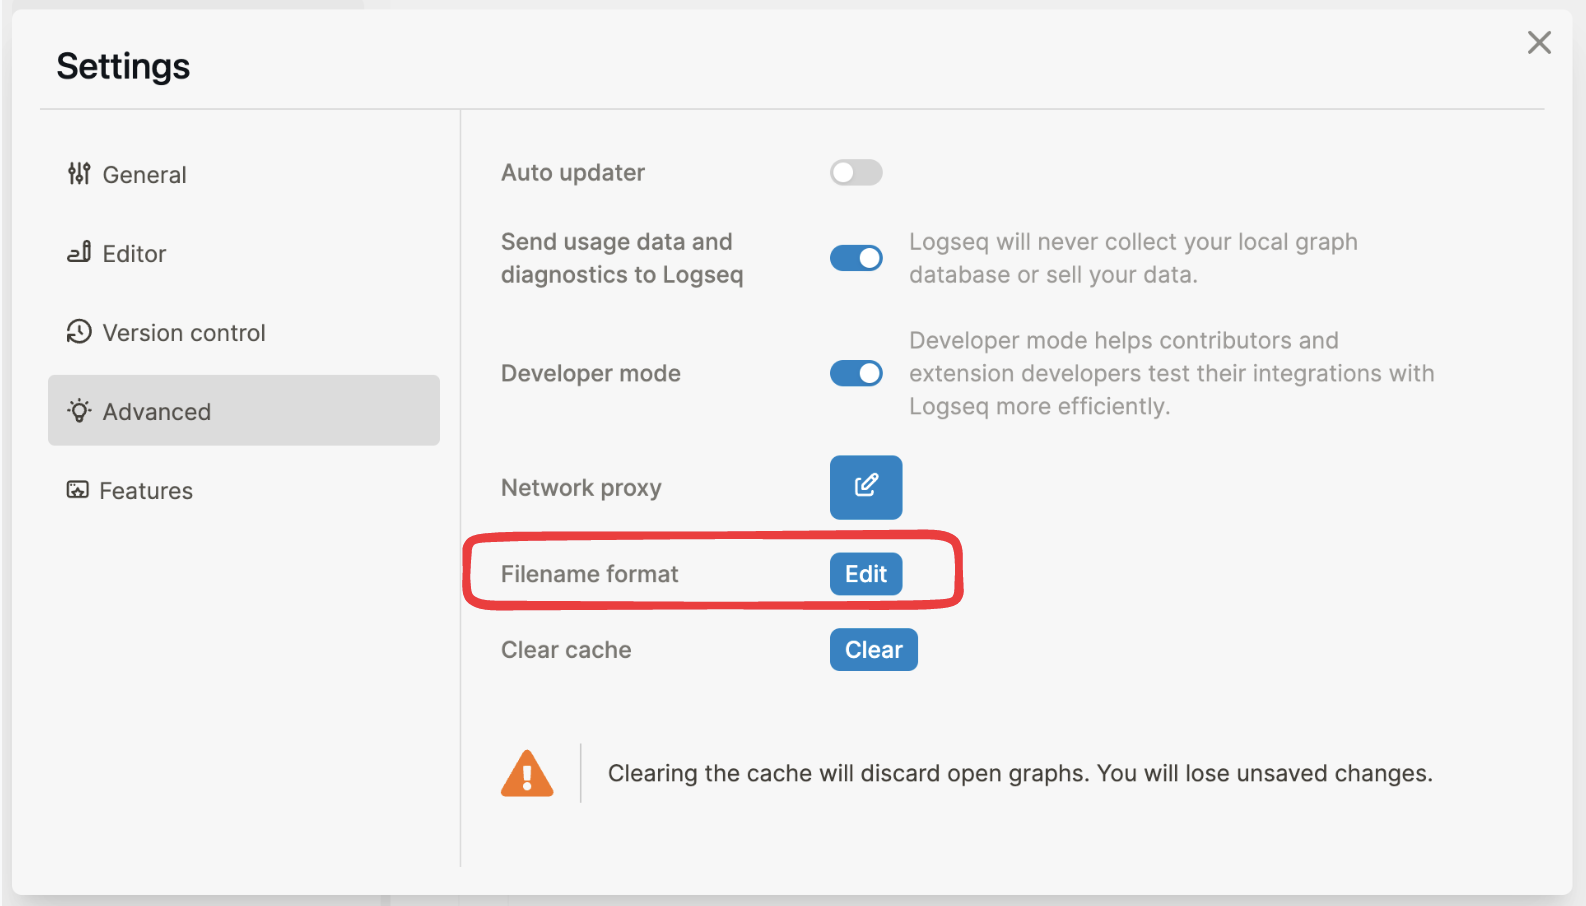 Settings
General
Editor
Version control
Advanced
Features
Auto updater
Send usage data and
diagnostics to Logseq
Logseq will never collect your local graph
database or sell your data.
Developer mode
Developer mode helps contributors and
extension developers test their integrations with
Logseq more efficiently.
Network proxy
Filename format
Edit
Clear cache
Clear
Clearing the cache will discard open graphs. You will lose unsaved changes.